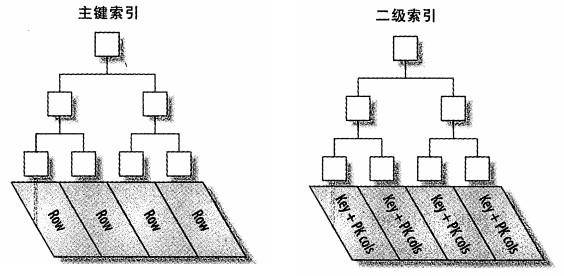 主键索引
二级索引
Row
Row
Row
Row
Key + PK cols
Key + PK cols
Key + PK cols
Key + PK cols